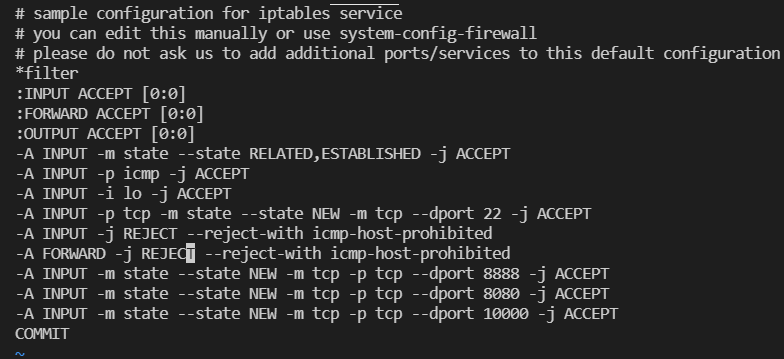 # sample configuration for iptables service
# you can edit this manually or use system-config-firewall
# please do not ask us to add additional ports/services to this default configuration
*filter
:INPUT ACCEPT [0:0]
:FORWARD ACCEPT [0:0]
:OUTPUT ACCEPT [0:0]
-A INPUT -m state --state RELATED,ESTABLISHED -j ACCEPT
-A INPUT -p icmp -j ACCEPT
-A INPUT -i lo -j ACCEPT
-A INPUT -p tcp -m state --state NEW -m tcp --dport 22 -j ACCEPT
-A INPUT -j REJECT --reject-with icmp-host-prohibited
-A FORWARD -j REJECT --reject-with icmp-host-prohibited
-A INPUT -m state --state NEW -m tcp -p tcp --dport 8888 -j ACCEPT
-A INPUT -m state --state NEW -m tcp -p tcp --dport 8080 -j ACCEPT
-A INPUT -m state --state NEW -m tcp -p tcp --dport 10000 -j ACCEPT
COMMIT
~